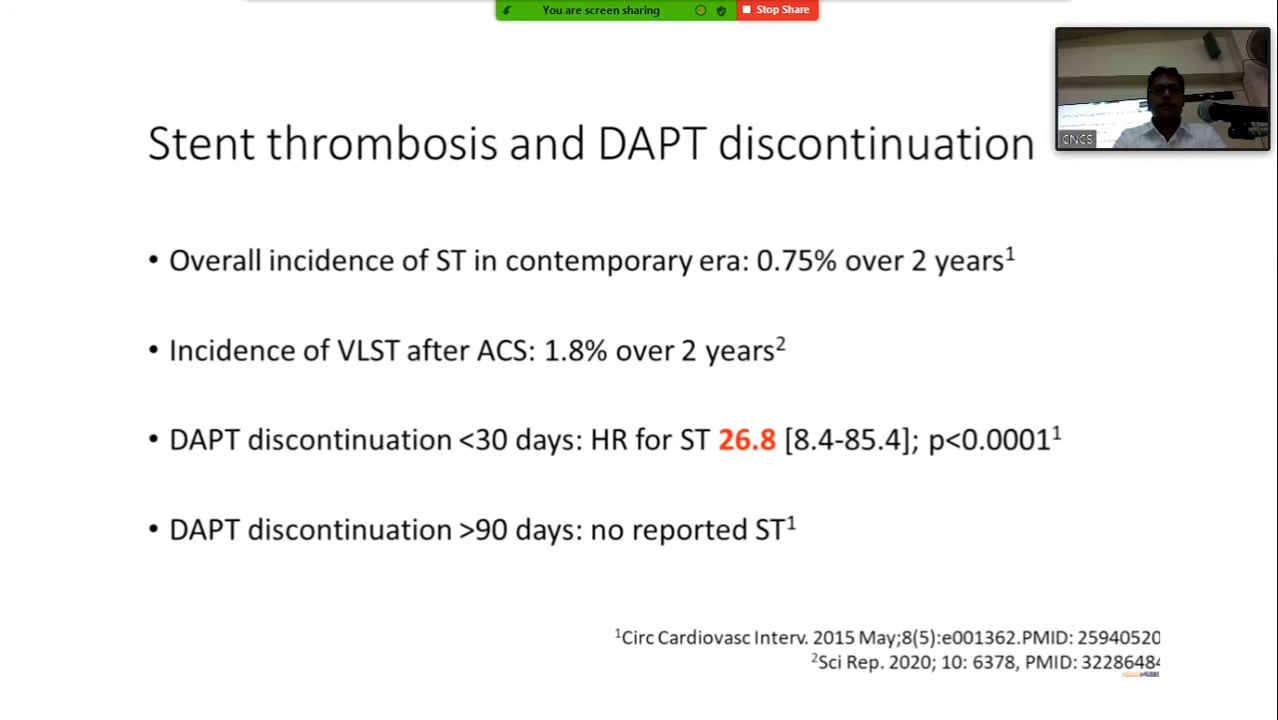 You are screen sharing
Stop Share
CNCS
Stent thrombosis and DAPT discontinuation
• Overall incidence of ST in contemporary era: 0.75% over 2 years¹
• Incidence of VLST after ACS: 1.8% over 2 years²
• DAPT discontinuation <30 days: HR for ST 26.8 [8.4-85.4]; p<0.0001¹
• DAPT discontinuation >90 days: no reported ST¹
¹Circ Cardiovasc Interv. 2015 May;8(5):e001362.PMID: 25940520
²Sci Rep. 2020; 10: 6378, PMID: 32286484